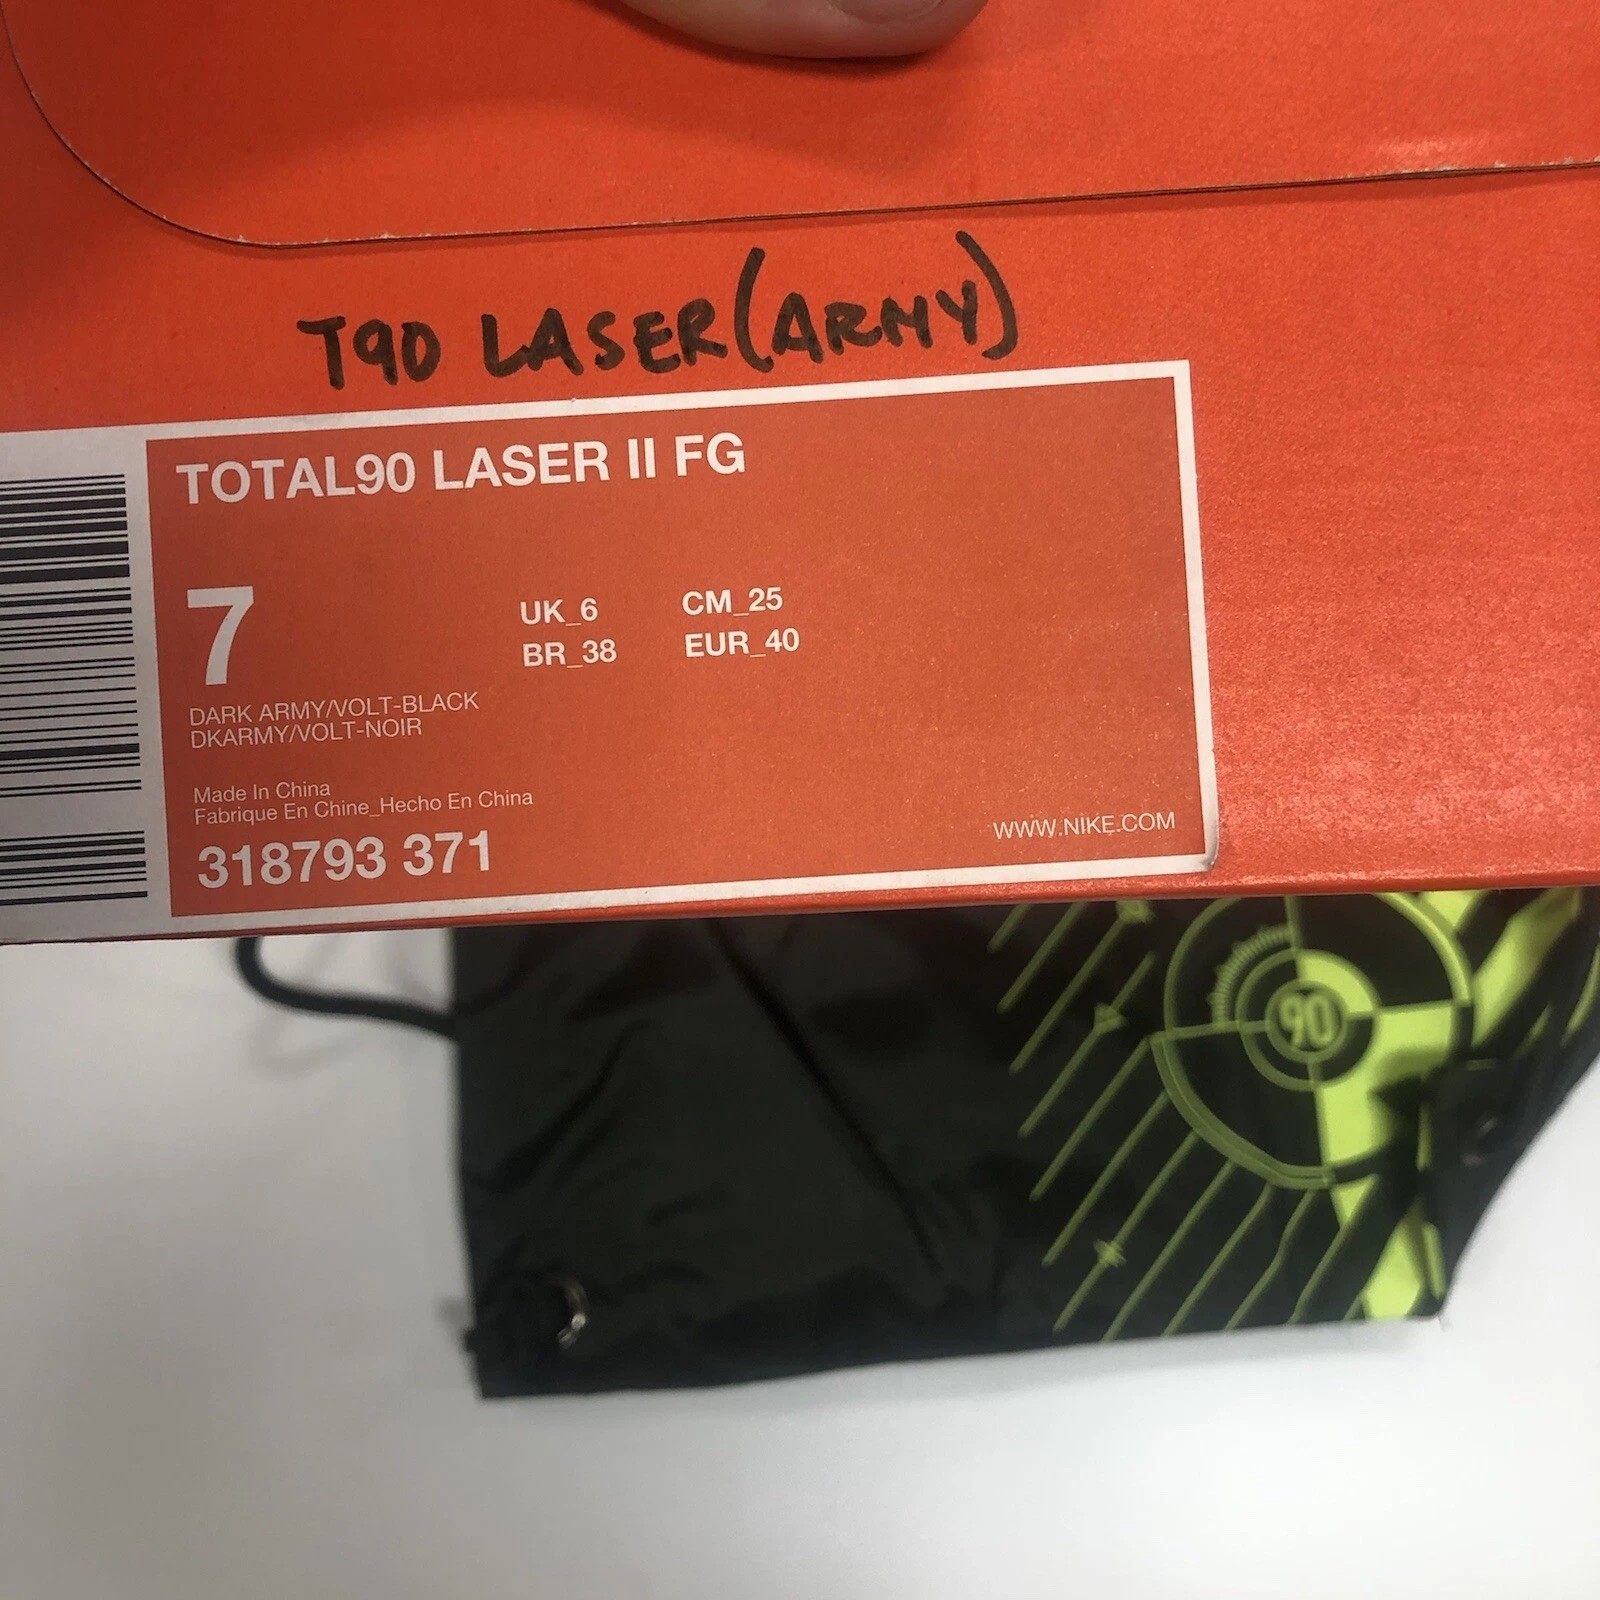 T90 LASER (ARMY)
TOTAL90 LASER II FG
7
UK_6
CM_25
BR_38
EUR_40
DARK ARMY/VOLT-BLACK
DKARMY/VOLT-NOIR
Made In China
Fabrique En Chine_Hecho En China
318793 371
WWW.NIKE.COM
90